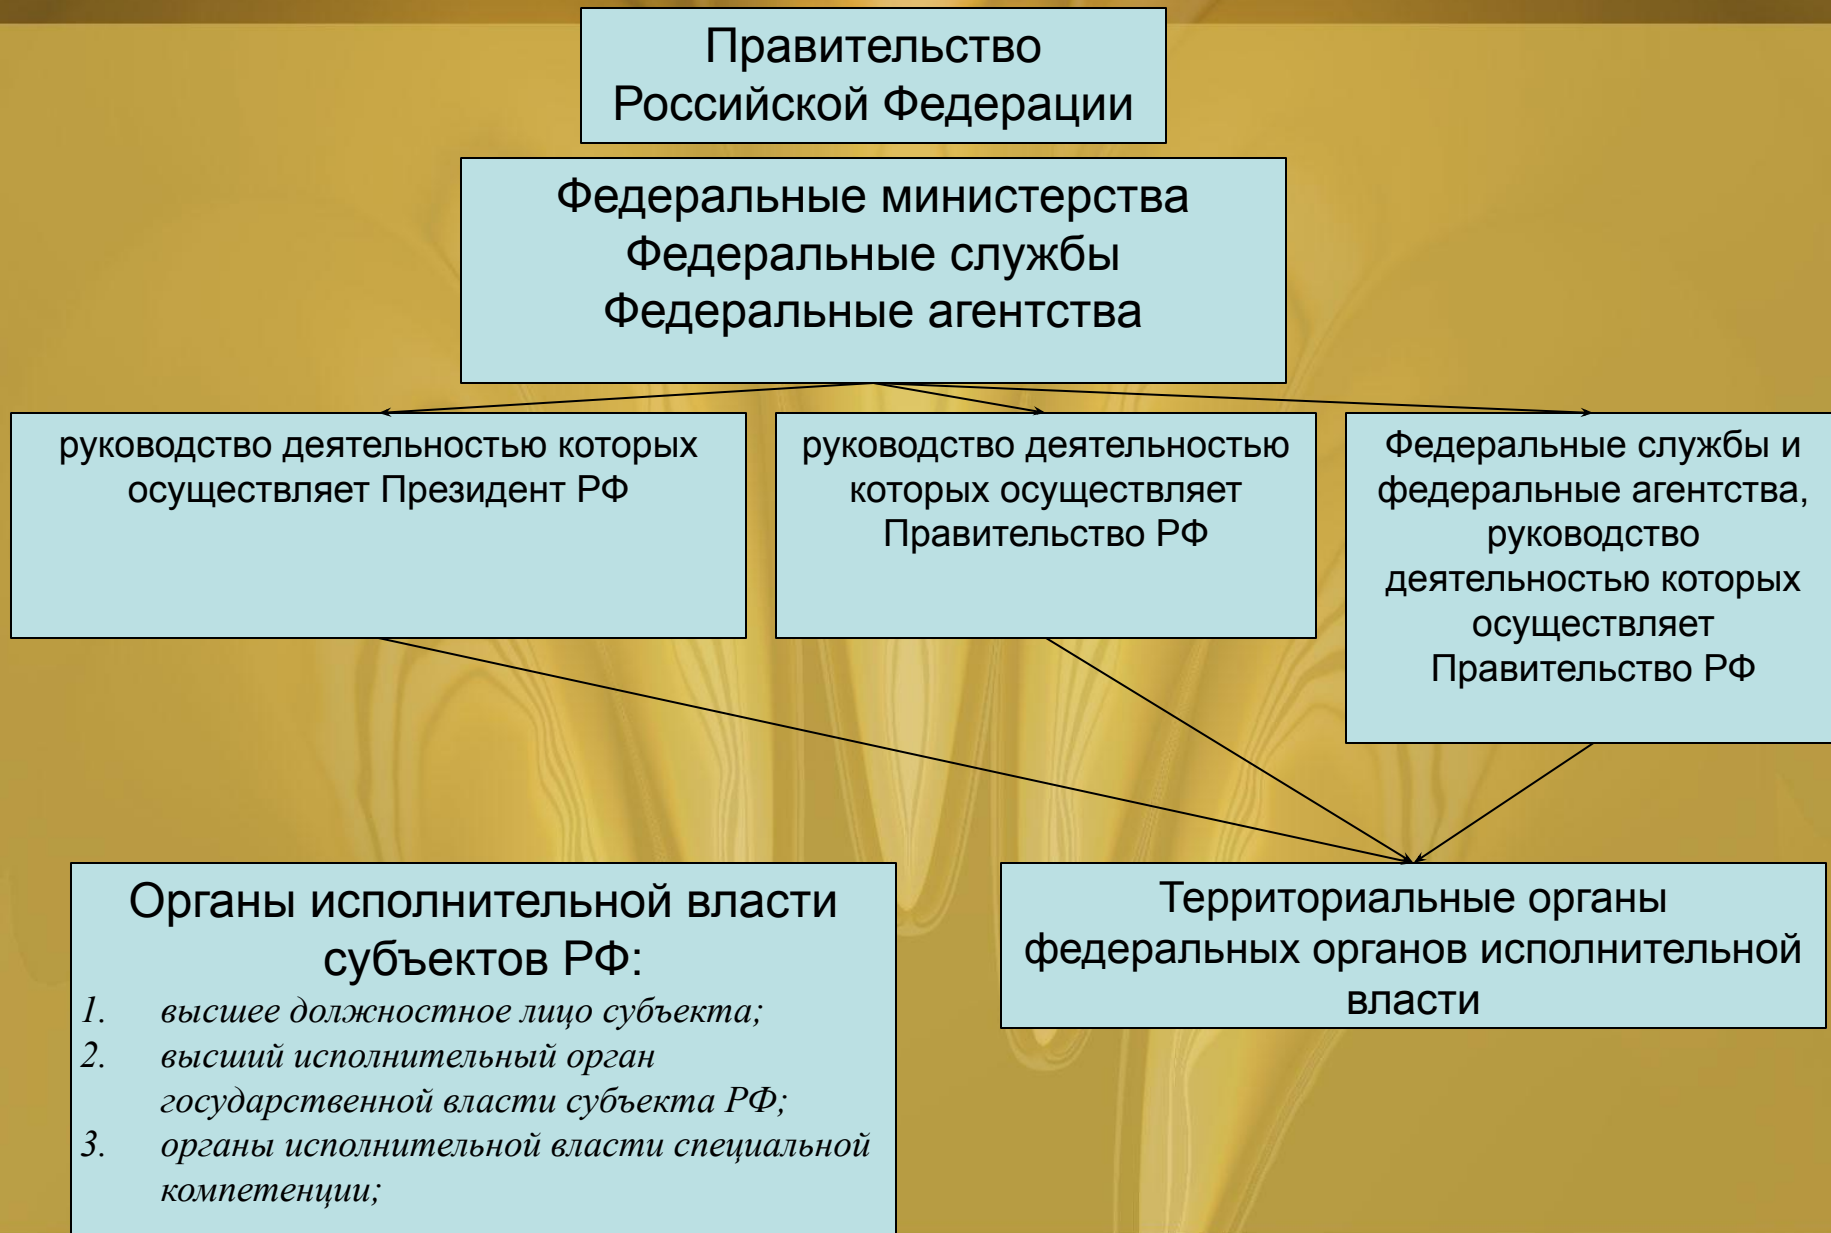 Правительство
Российской Федерации
Федеральные министерства
Федеральные службы
Федеральные агентства
руководство деятельностью которых
осуществляет Президент РФ
руководство деятельностью
которых осуществляет
Правительство РФ
Федеральные службы и
федеральные агентства,
руководство
деятельностью которых
осуществляет
Правительство РФ
Органы исполнительной власти
субъектов РФ:
1. высшее должностное лицо субъекта;
2. высший исполнительный орган
государственной власти субъекта РФ;
3. органы исполнительной власти специальной
компетенции;
Территориальные органы
федеральных органов исполнительной
власти